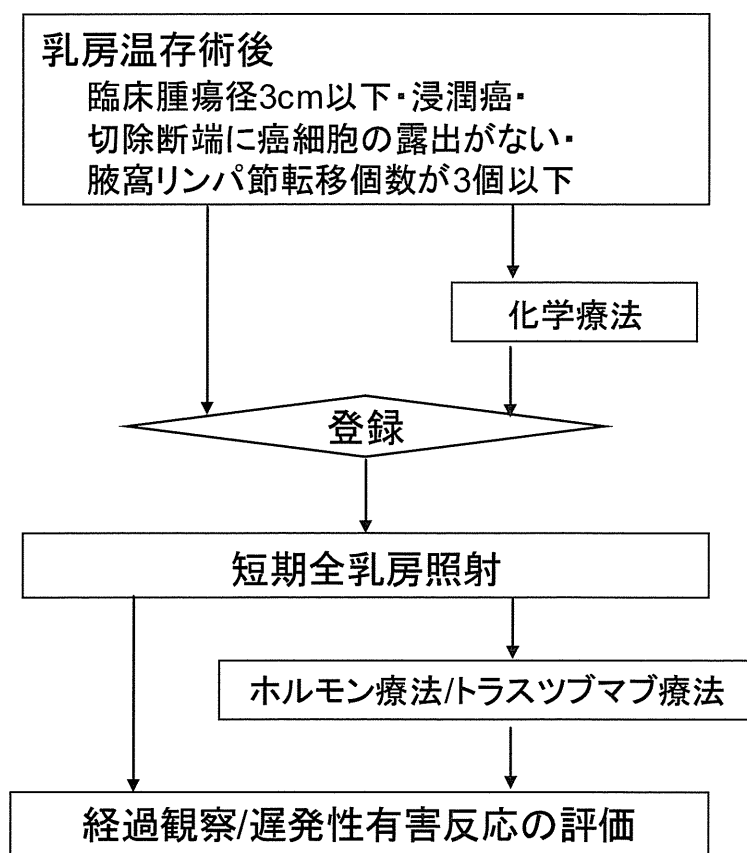 乳房温存術後
臨床腫瘍径3cm以下・浸潤癌・
切除断端に癌細胞の露出がない・
腋窩リンパ節転移個数が3個以下
化学療法
登録
短期全乳房照射
ホルモン療法/トラスツブマブ療法
経過観察/遅発性有害反応の評価